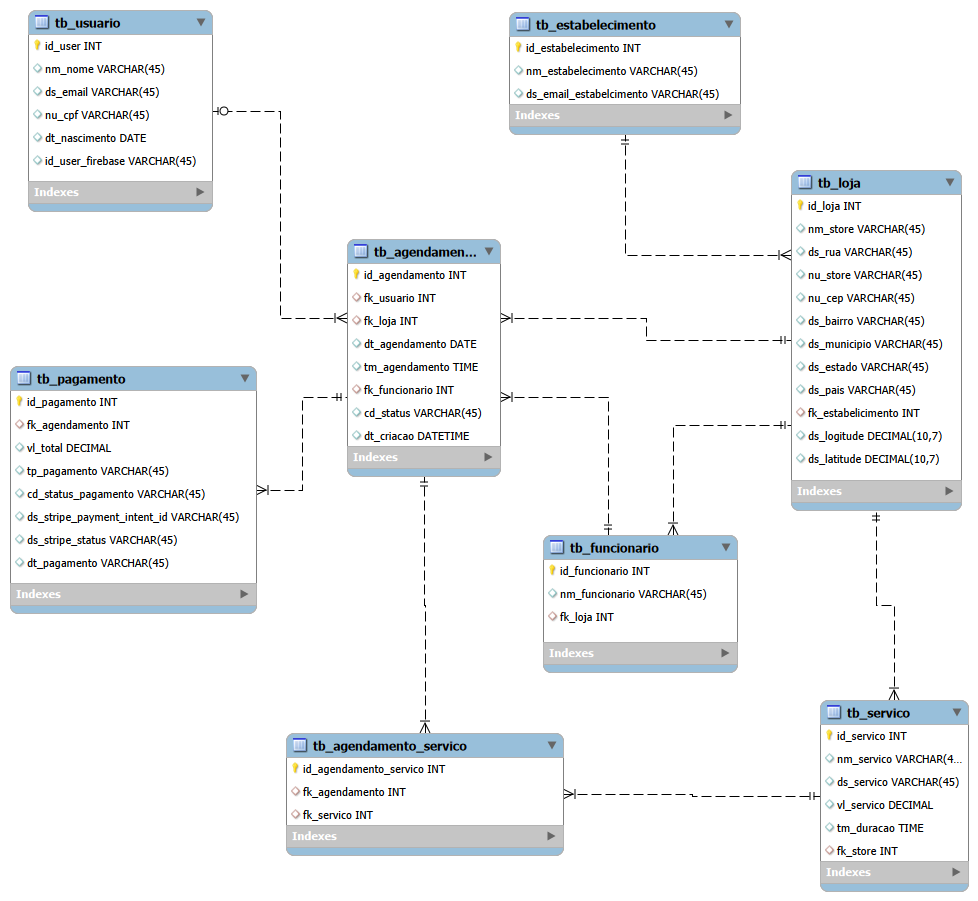 tb_usuario
id_user INT
nm_nome VARCHAR(45)
ds_email VARCHAR(45)
nu_cpf VARCHAR(45)
dt_nascimento DATE
id_user_firebase VARCHAR(45)
Indexes
tb_estabelecimento
id_estabelecimento INT
nm_estabelecimento VARCHAR(45)
ds_email_estabelcimento VARCHAR(45)
Indexes
tb_loja
id_loja INT
nm_store VARCHAR(45)
ds_rua VARCHAR(45)
nu_store VARCHAR(45)
nu_cep VARCHAR(45)
ds_bairro VARCHAR(45)
ds_municipio VARCHAR(45)
ds_estado VARCHAR(45)
ds_pais VARCHAR(45)
fk_estabelicimento INT
ds_logitude DECIMAL(10,7)
ds_latitude DECIMAL(10,7)
Indexes
tb_agendamen...
id_agendamento INT
fk_usuario INT
fk_loja INT
dt_agendamento DATE
tm_agendamento TIME
fk_funcionario INT
cd_status VARCHAR(45)
dt_criacao DATETIME
Indexes
tb_pagamento
id_pagamento INT
fk_agendamento INT
vl_total DECIMAL
tp_pagamento VARCHAR(45)
cd_status_pagamento VARCHAR(45)
ds_stripe_payment_intent_id VARCHAR(45)
ds_stripe_status VARCHAR(45)
dt_pagamento VARCHAR(45)
Indexes
tb_funcionario
id_funcionario INT
nm_funcionario VARCHAR(45)
fk_loja INT
Indexes
tb_agendamento_servico
id_agendamento_servico INT
fk_agendamento INT
fk_servico INT
Indexes
tb_servico
id_servico INT
nm_servico VARCHAR(4...
ds_servico VARCHAR(45)
vl_servico DECIMAL
tm_duracao TIME
fk_store INT
Indexes